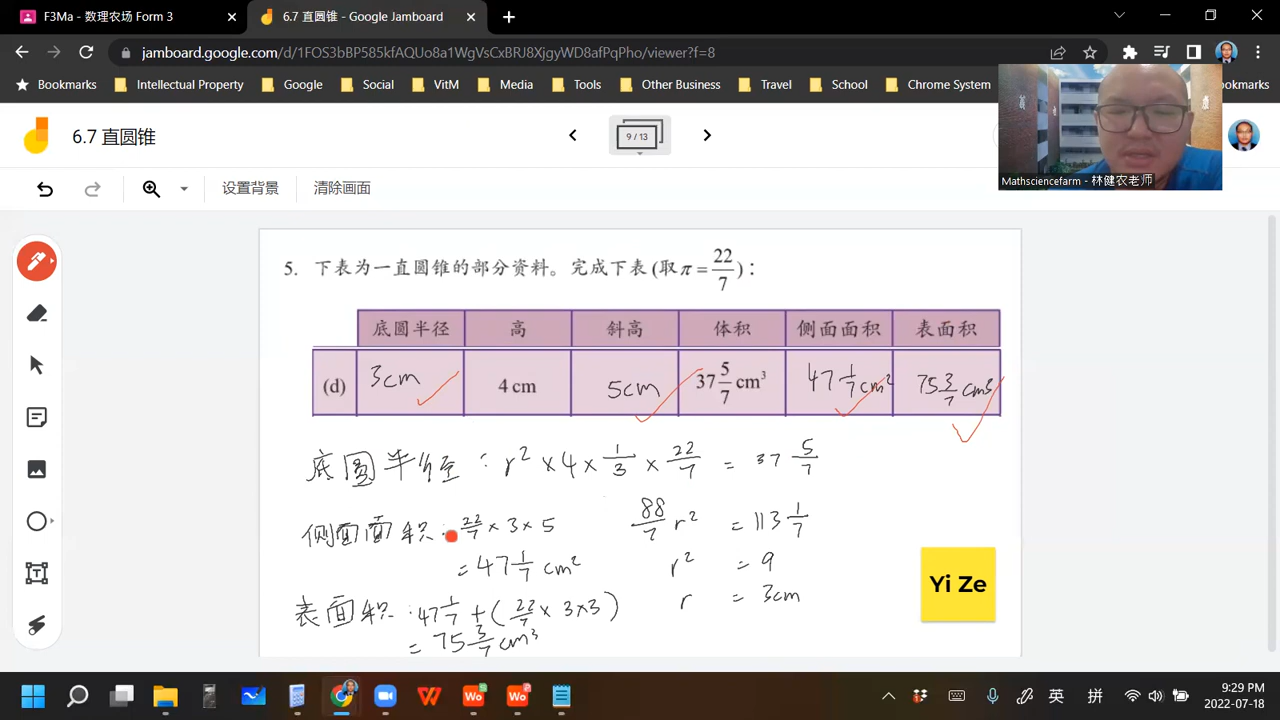 F3Ma - 数理农场 Form 3
6.7 直圆锥 - Google Jamboard
jamboard.google.com/d/1FOS3bBP585kfAQUo8a1WgVsCxBRJ8XjgyWD8afPqPho/viewer?f=8
Bookmarks Intellectual Property Google Social VitM Media Tools Other Business Travel School Chrome System ookmarks
6.7 直圆锥
9 / 13
Mathsciencefarm - 林健农老师
设置背景 清除画面
5. 下表为一直圆锥的部分资料。完成下表 (取 π = 22/7)：
底圆半径 高 斜高 体积 侧面面积 表面积
(d) 3cm 4 cm 5cm 37 5/7 cm³ 47 1/7 cm² 75 3/7 cm³
底圆半径 : r² × 4 × 1/3 × 22/7 = 37 5/7
侧面面积 : 22/7 × 3 × 5 88/7 r² = 113 1/7
= 47 1/7 cm² r² = 9
表面积 : 47 1/7 + (22/7 × 3×3) r = 3cm
= 75 3/7 cm³
Yi Ze
英 拼 9:29 PM
2022-07-18